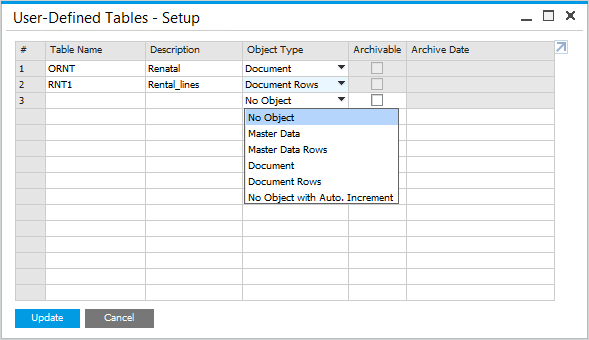 User-Defined Tables - Setup
# Table Name Description Object Type Archivable Archive Date
1 ORNT Renatal Document
2 RNT1 Rental_lines Document Rows
3 No Object
No Object
Master Data
Master Data Rows
Document
Document Rows
No Object with Auto. Increment
Update Cancel